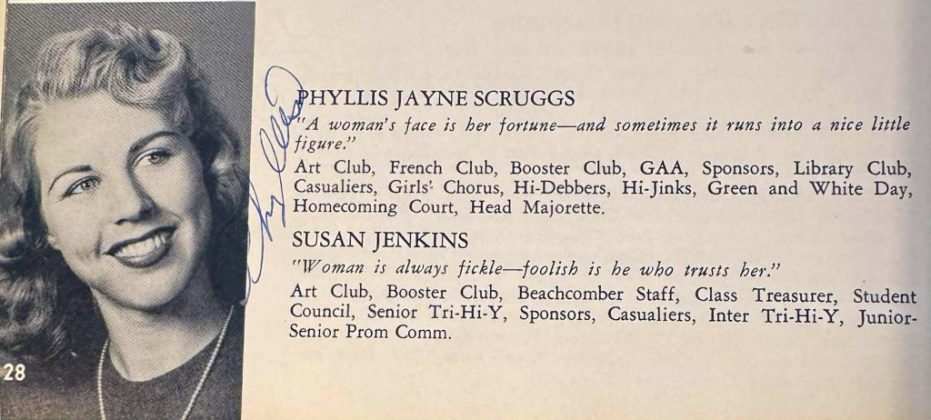 Phyllis
PHYLLIS JAYNE SCRUGGS
"A woman's face is her fortune—and sometimes it runs into a nice little
figure."
Art Club, French Club, Booster Club, GAA, Sponsors, Library Club,
Casualiers, Girls' Chorus, Hi-Debbers, Hi-Jinks, Green and White Day,
Homecoming Court, Head Majorette.
SUSAN JENKINS
"Woman is always fickle—foolish is he who trusts her."
Art Club, Booster Club, Beachcomber Staff, Class Treasurer, Student
Council, Senior Tri-Hi-Y, Sponsors, Casualiers, Inter Tri-Hi-Y, Junior-
Senior Prom Comm.
28